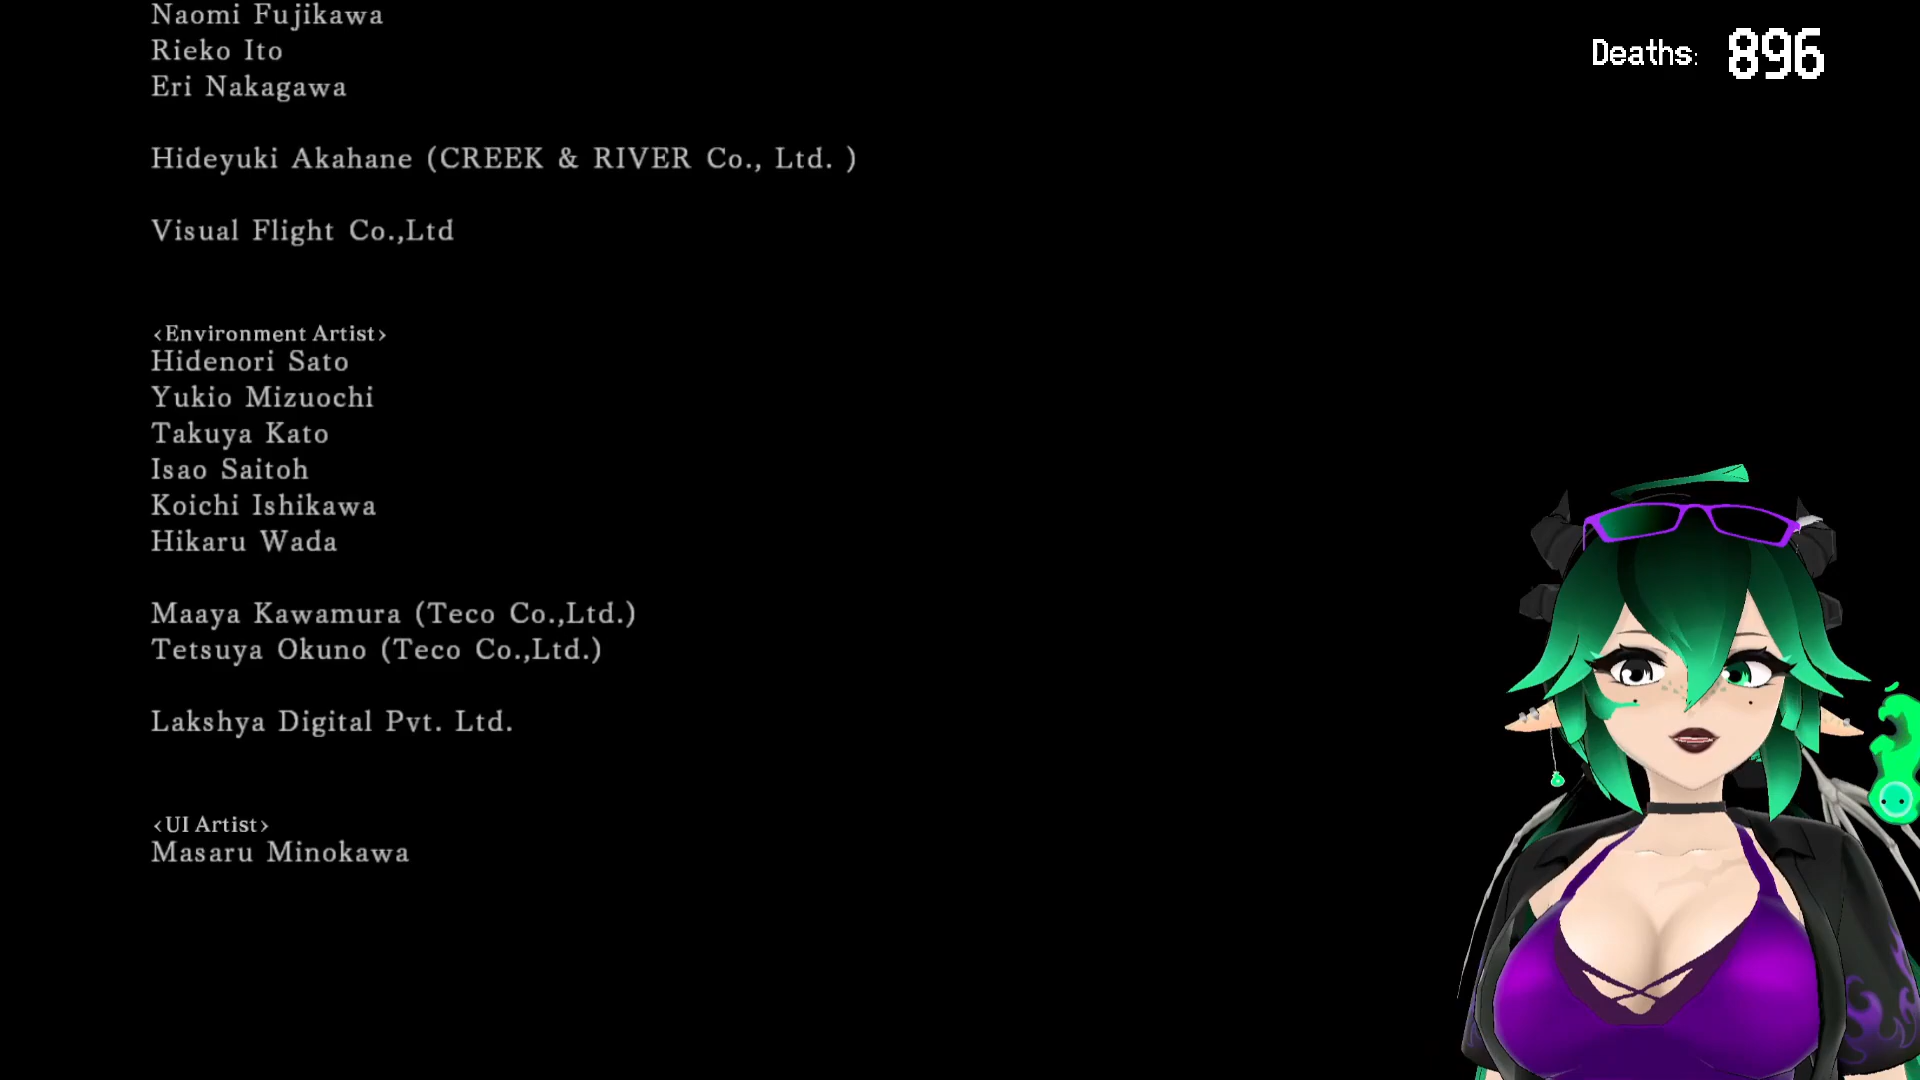 Naomi Fujikawa
Rieko Ito
Eri Nakagawa
Hideyuki Akahane (CREEK & RIVER Co., Ltd. )
Visual Flight Co.,Ltd
<Environment Artist>
Hidenori Sato
Yukio Mizuochi
Takuya Kato
Isao Saitoh
Koichi Ishikawa
Hikaru Wada
Maaya Kawamura (Teco Co.,Ltd.)
Tetsuya Okuno (Teco Co.,Ltd.)
Lakshya Digital Pvt. Ltd.
<UI Artist>
Masaru Minokawa
Deaths: 896